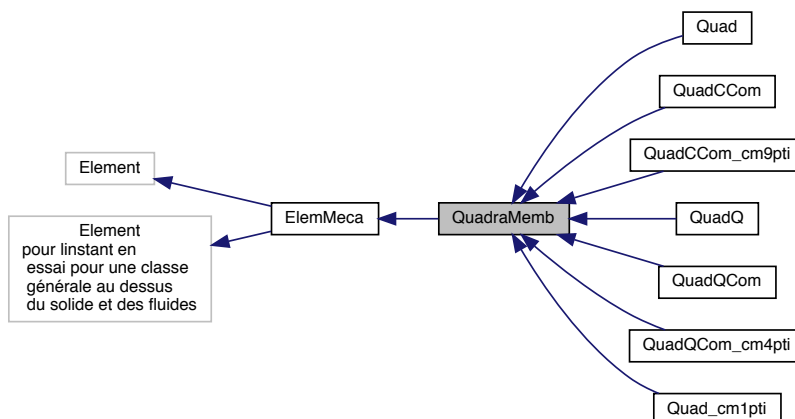 Element
Element
pour linstant en
essai pour une classe
générale au dessus
du solide et des fluides
ElemMeca
QuadraMemb
Quad
QuadCCom
QuadCCom_cm9pti
QuadQ
QuadQCom
QuadQCom_cm4pti
Quad_cm1pti